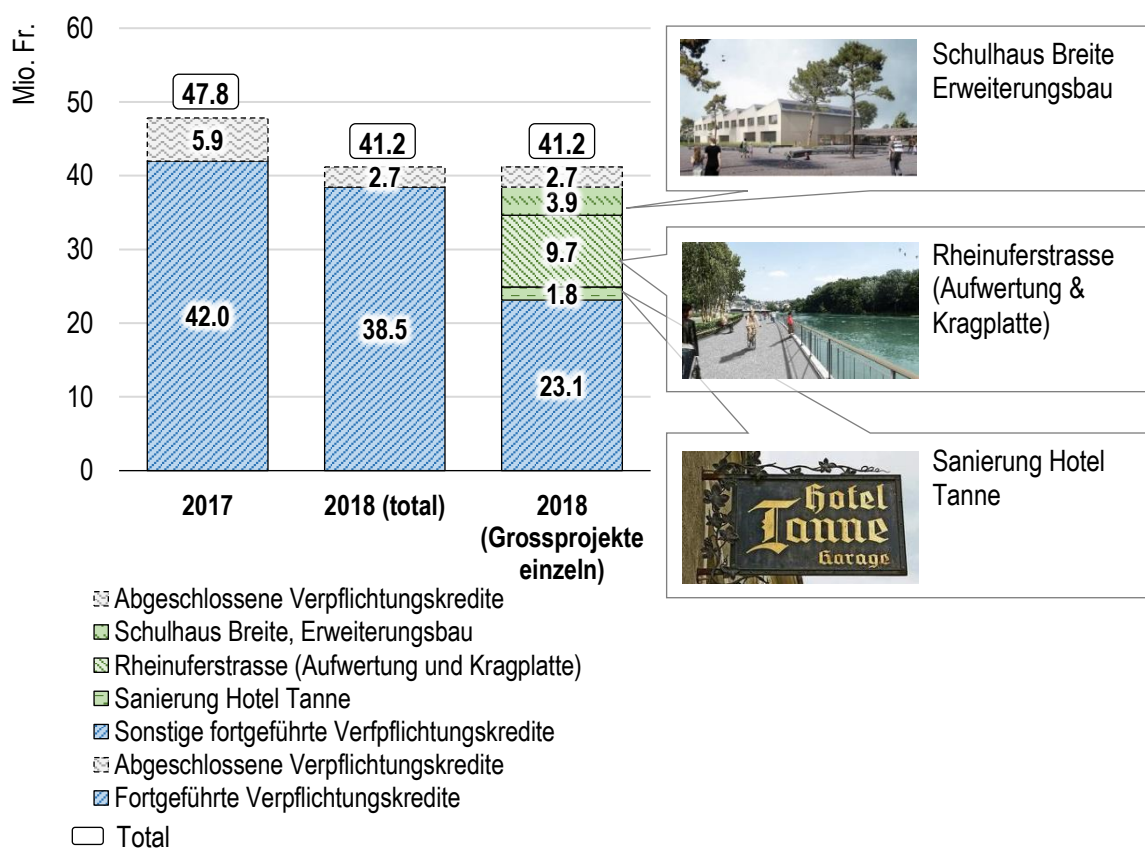 Mio. Fr.
60
50
40
30
20
10
0
47.8
5.9
42.0
41.2
2.7
38.5
41.2
2.7
3.9
9.7
1.8
23.1
2017
2018 (total)
2018
(Grossprojekte
einzeln)
Schulhaus Breite
Erweiterungsbau
Rheinuferstrasse
(Aufwertung &
Kragplatte)
Sanierung Hotel
Tanne
Hotel
Tanne
Garage
Abgeschlossene Verpflichtungskredite
Schulhaus Breite, Erweiterungsbau
Rheinuferstrasse (Aufwertung und Kragplatte)
Sanierung Hotel Tanne
Sonstige fortgeführte Verfpflichtungskredite
Abgeschlossene Verpflichtungskredite
Fortgeführte Verpflichtungskredite
Total